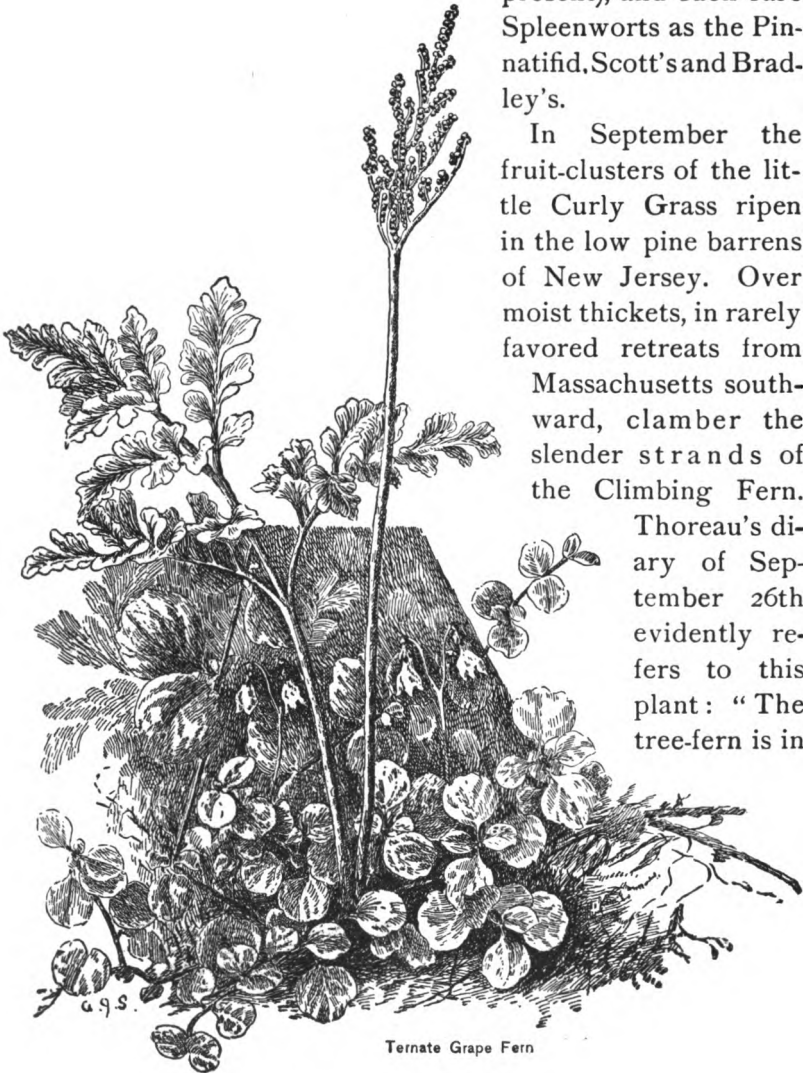 Spleenworts as the Pin-
natifid, Scott's and Brad-
ley's.
In September the
fruit-clusters of the lit-
tle Curly Grass ripen
in the low pine barrens
of New Jersey. Over
moist thickets, in rarely
favored retreats from
Massachusetts south-
ward, clamber the
slender strands of
the Climbing Fern.
Thoreau's di-
ary of Sep-
tember 26th
evidently re-
fers to this
plant: “The
tree-fern is in
a.g.s.
Ternate Grape Fern